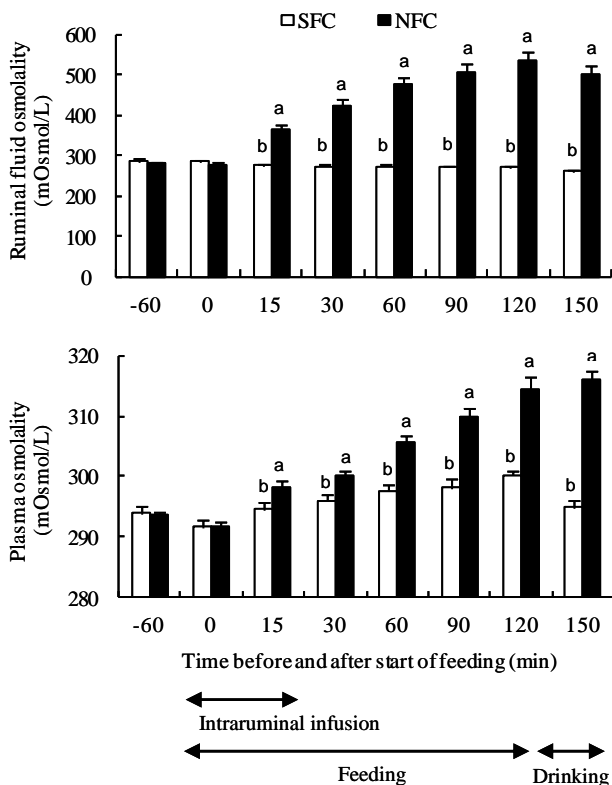 SFC NFC
Ruminal fluid osmolality
(mOsmol/L)
600
500
400
300
200
100
0
a
a
a
a
a
a
b
b
b
b
b
b
-60 0 15 30 60 90 120 150
Plasma osmolality
(mOsmol/L)
320
310
300
290
280
a
a
a
a
a
a
b
b
b
b
b
b
-60 0 15 30 60 90 120 150
Time before and after start of feeding (min)
Intraruminal infusion
Feeding Drinking